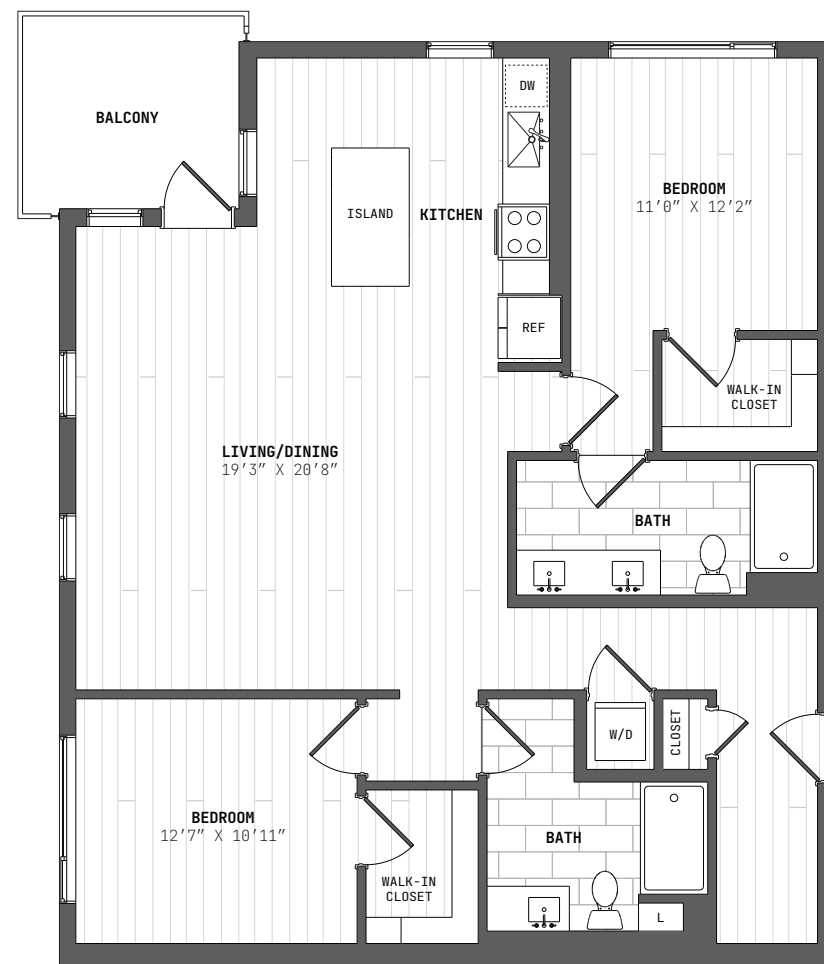 DW
BALCONY
BEDROOM
11’0” X 12’2”
ISLAND
KITCHEN
REF
WALK-IN
CLOSET
LIVING/DINING
19’3” X 20’8”
BATH
CLOSET
W/D
BEDROOM
12’7” X 10’11”
BATH
WALK-IN
CLOSET
L